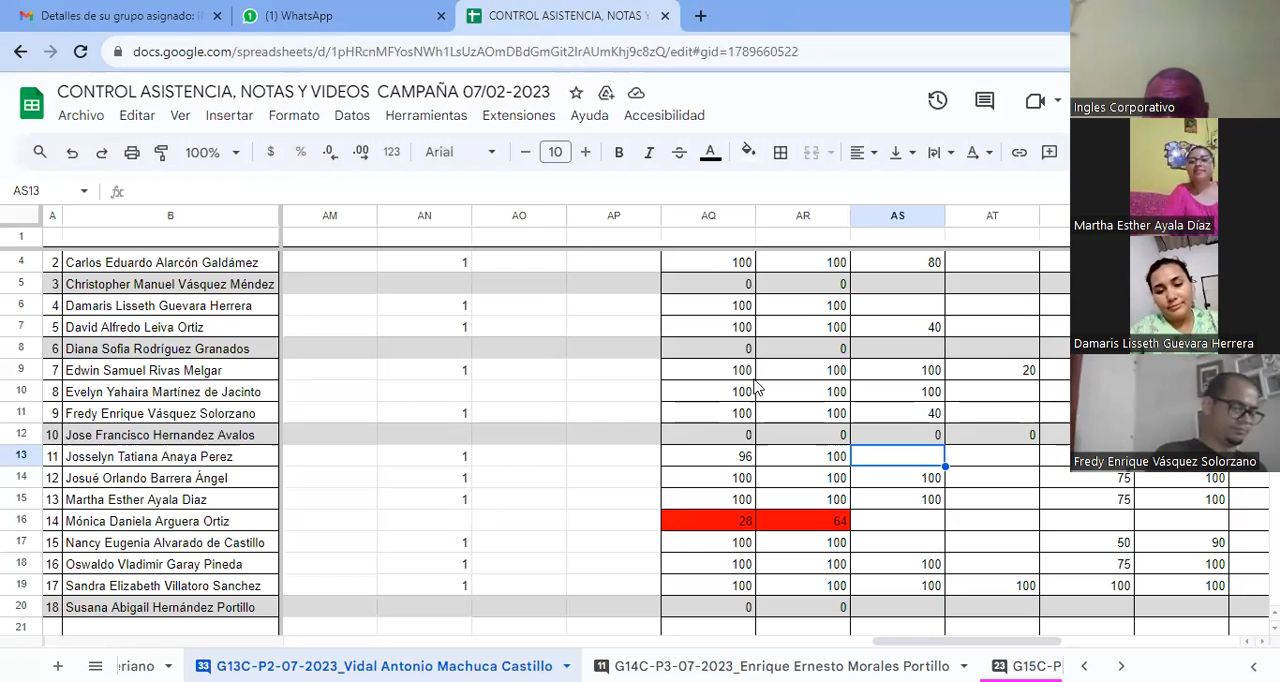 Detalles de su grupo asignado:
(1) WhatsApp
CONTROL ASISTENCIA, NOTAS Y
docs.google.com/spreadsheets/d/1pHRcnMFYosNWh1LsUzAOmDBdGmGit2IrAUmKhj9c8zQ/edit#gid=1789660522
CONTROL ASISTENCIA, NOTAS Y VIDEOS CAMPAÑA 07/02-2023
Archivo Editar Ver Insertar Formato Datos Herramientas Extensiones Ayuda Accesibilidad
100% $ % .0 .00 123 Arial 10 B I A
AS13 fx
A B AM AN AO AP AQ AR AS AT
1
4 2 Carlos Eduardo Alarcón Galdámez 1 100 100 80
5 3 Christopher Manuel Vásquez Méndez 0 0
6 4 Damaris Lisseth Guevara Herrera 1 100 100
7 5 David Alfredo Leiva Ortiz 1 100 100 40
8 6 Diana Sofia Rodríguez Granados 0 0
9 7 Edwin Samuel Rivas Melgar 1 100 100 100 20
10 8 Evelyn Yahaira Martínez de Jacinto 100 100 100
11 9 Fredy Enrique Vásquez Solorzano 1 100 100 40
12 10 Jose Francisco Hernandez Avalos 0 0 0 0
13 11 Josselyn Tatiana Anaya Perez 1 96 100
14 12 Josué Orlando Barrera Ángel 1 100 100 100 75 100
15 13 Martha Esther Ayala Diaz 1 100 100 100 75 100
16 14 Mónica Daniela Arguera Ortiz 28 64
17 15 Nancy Eugenia Alvarado de Castillo 1 100 100 50 90
18 16 Oswaldo Vladimir Garay Pineda 1 100 100 100 75 100
19 17 Sandra Elizabeth Villatoro Sanchez 1 100 100 100 100 100 100
20 18 Susana Abigail Hernández Portillo 0 0
21
eriano 33 G13C-P2-07-2023_Vidal Antonio Machuca Castillo 11 G14C-P3-07-2023_Enrique Ernesto Morales Portillo 23 G15C-P
Ingles Corporativo
Martha Esther Ayala Díaz
Damaris Lisseth Guevara Herrera
Fredy Enrique Vásquez Solorzano